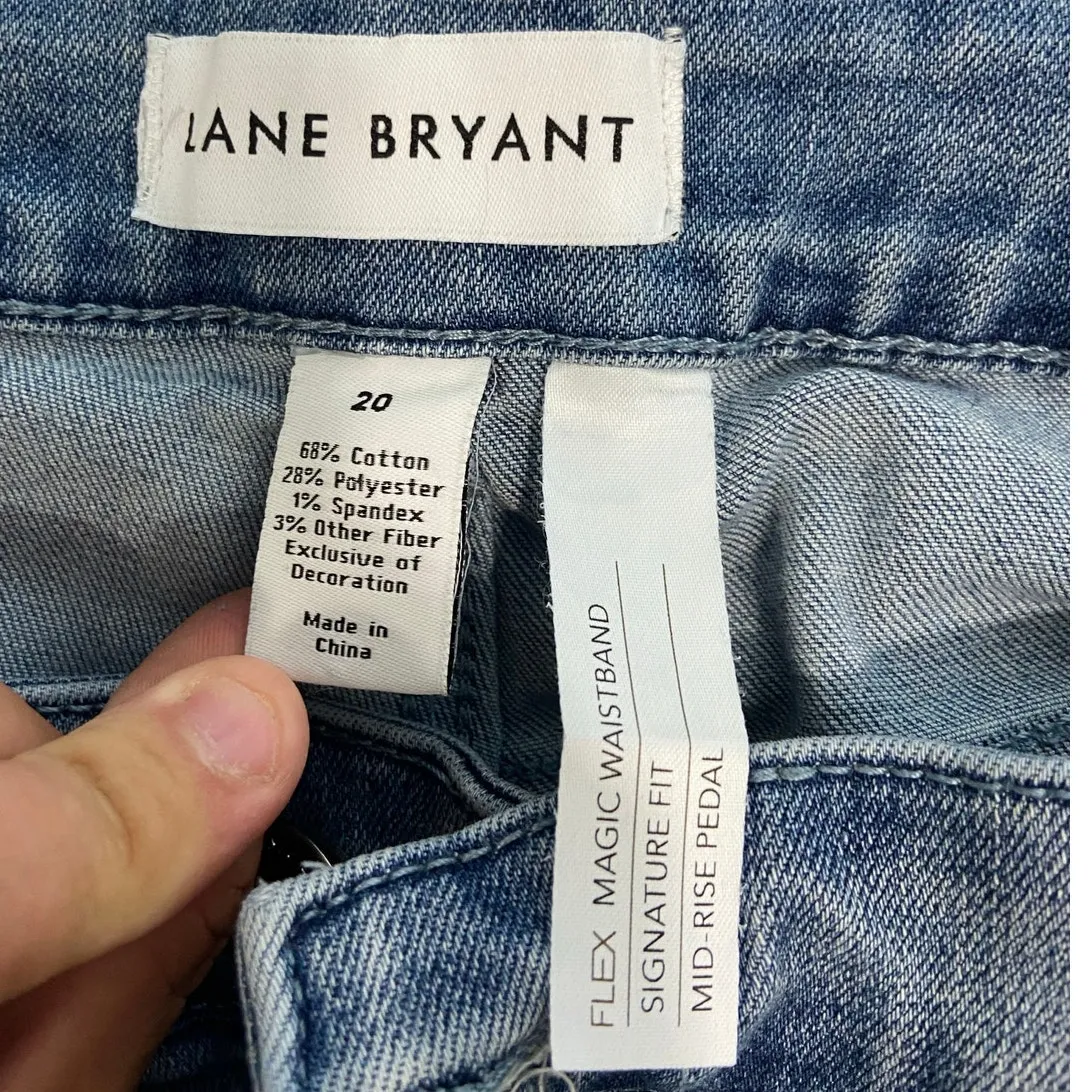 LANE BRYANT
20
68% Cotton
28% Polyester
1% Spandex
3% Other Fiber
Exclusive of
Decoration
Made in
China
FLEX MAGIC WAISTBAND
SIGNATURE FIT
MID-RISE PEDAL